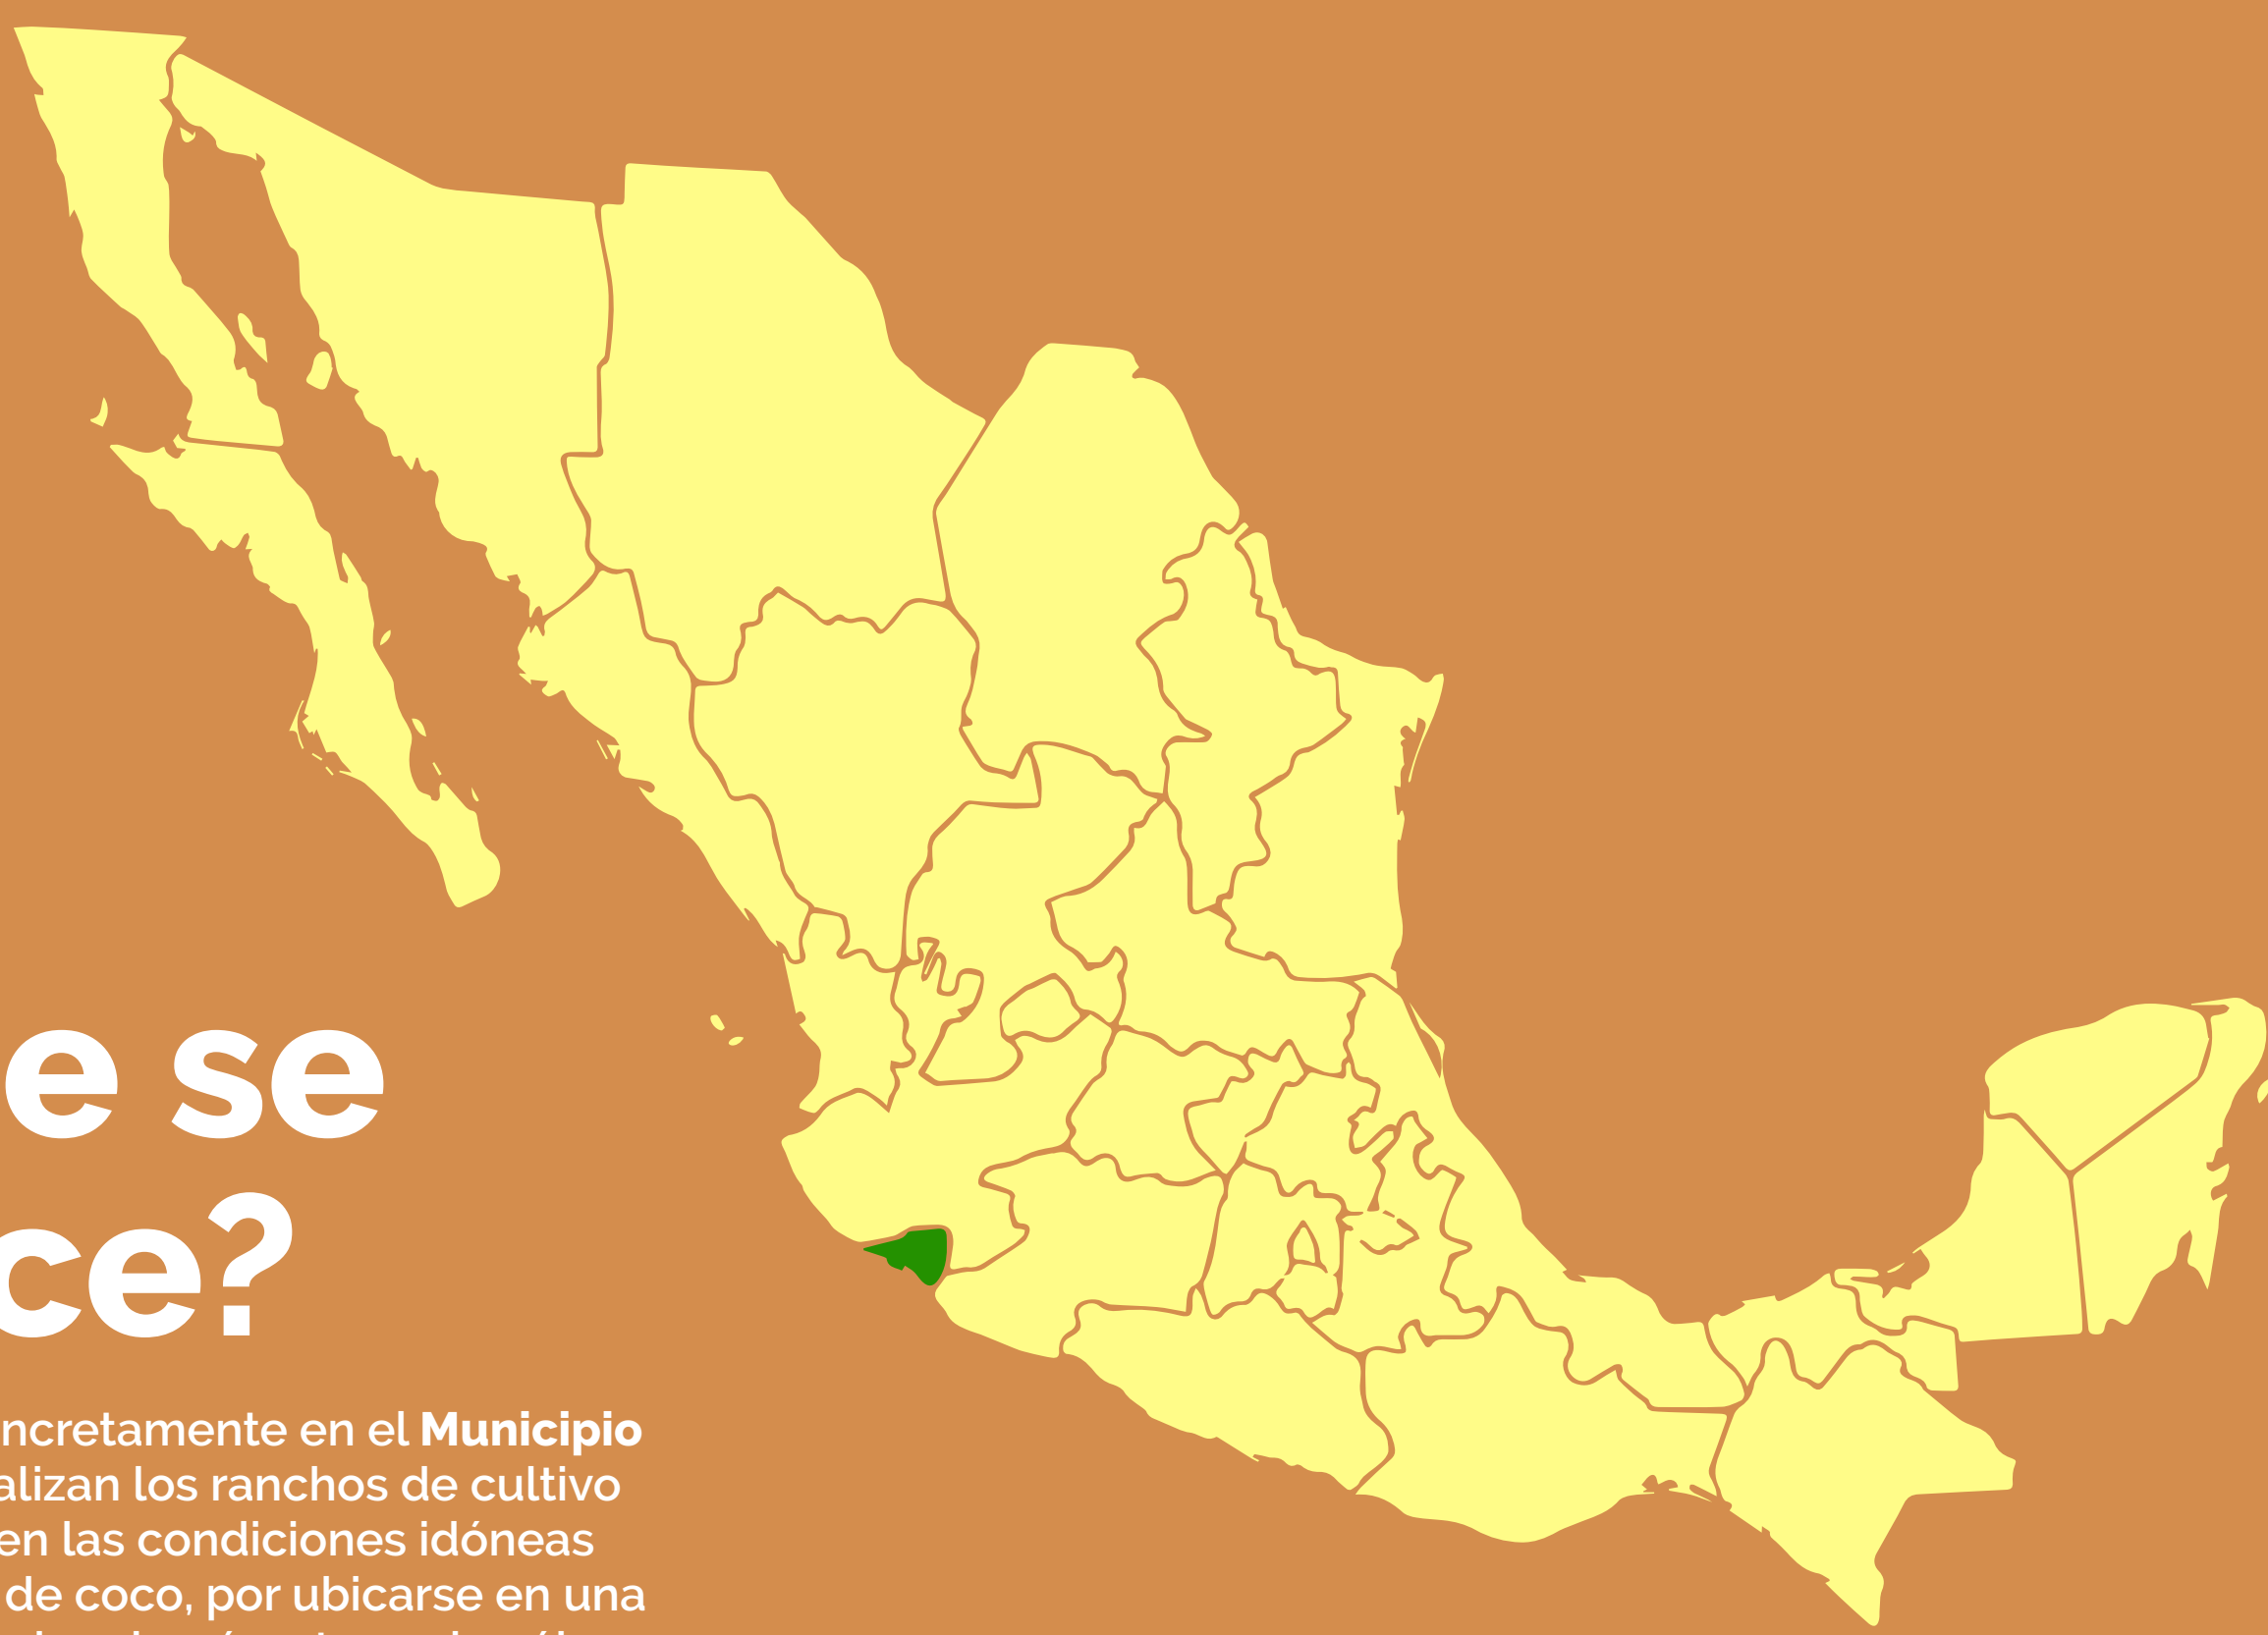 e se
ce?
ncretamente en el Municipio
alizan los ranchos de cultivo
en las condiciones idóneas
de coco, por ubicarse en una